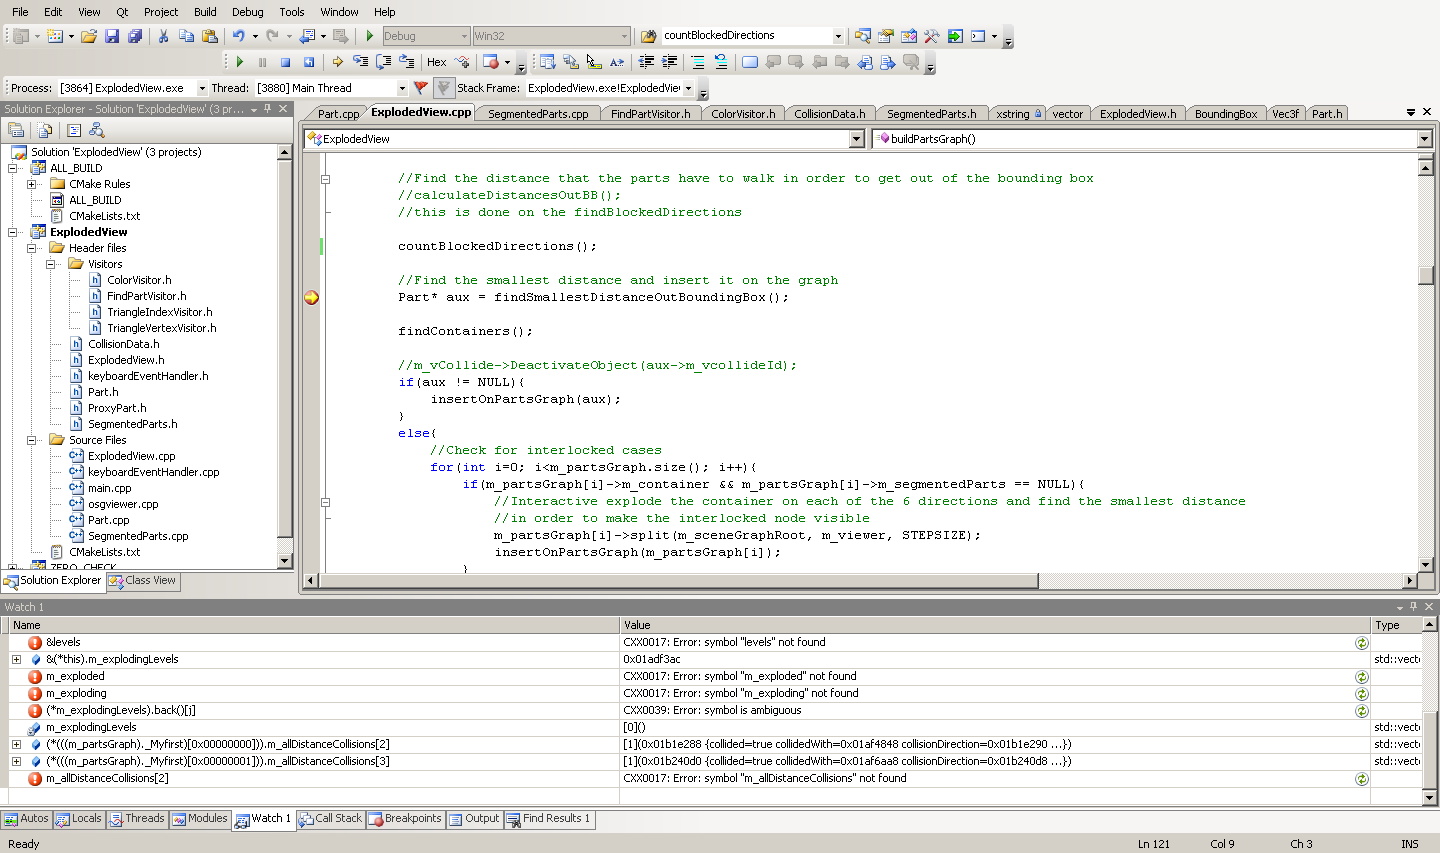 File Edit View Qt Project Build Debug Tools Window Help
Debug Win32 countBlockedDirections
Hex
Process: [3864] ExplodedView.exe Thread: [3880] Main Thread Stack Frame: ExplodedView.exe!ExplodedView
Solution Explorer - Solution 'ExplodedView' (3 pr...
Part.cpp ExplodedView.cpp SegmentedParts.cpp FindPartVisitor.h ColorVisitor.h CollisionData.h SegmentedParts.h xstring vector ExplodedView.h BoundingBox Vec3f Part.h
ExplodedView buildPartsGraph()
Solution 'ExplodedView' (3 projects)
ALL_BUILD
CMake Rules
ALL_BUILD
CMakeLists.txt
ExplodedView
Header files
Visitors
ColorVisitor.h
FindPartVisitor.h
TriangleIndexVisitor.h
TriangleVertexVisitor.h
CollisionData.h
ExplodedView.h
keyboardEventHandler.h
Part.h
ProxyPart.h
SegmentedParts.h
Source Files
ExplodedView.cpp
keyboardEventHandler.cpp
main.cpp
osgviewer.cpp
Part.cpp
SegmentedParts.cpp
CMakeLists.txt
ZERO_CHECK
Solution Explorer Class View
//Find the distance that the parts have to walk in order to get out of the bounding box
//calculateDistancesOutBB();
//this is done on the findBlockedDirections
countBlockedDirections();
//Find the smallest distance and insert it on the graph
Part* aux = findSmallestDistanceOutBoundingBox();
findContainers();
//m_vCollide->DeactivateObject(aux->m_vcollideId);
if(aux != NULL){
insertOnPartsGraph(aux);
}
else{
//Check for interlocked cases
for(int i=0; i<m_partsGraph.size(); i++){
if(m_partsGraph[i]->m_container && m_partsGraph[i]->m_segmentedParts == NULL){
//Interactive explode the container on each of the 6 directions and find the smallest distance
//in order to make the interlocked node visible
m_partsGraph[i]->split(m_sceneGraphRoot, m_viewer, STEPSIZE);
insertOnPartsGraph(m_partsGraph[i]);
}
Watch 1
Name Value Type
&levels CXX0017: Error: symbol "levels" not found
&(*this).m_explodingLevels 0x01adf3ac std::vecto
m_exploded CXX0017: Error: symbol "m_exploded" not found
m_exploding CXX0017: Error: symbol "m_exploding" not found
(*m_explodingLevels).back()[j] CXX0039: Error: symbol is ambiguous
m_explodingLevels [0]() std::vecto
(*(((m_partsGraph)._Myfirst)[0x00000000])).m_allDistanceCollisions[2] [1](0x01b1e288 {collided=true collidedWith=0x01af4848 collisionDirection=0x01b1e290 ...}) std::vecto
(*(((m_partsGraph)._Myfirst)[0x00000001])).m_allDistanceCollisions[3] [1](0x01b240d0 {collided=true collidedWith=0x01af6aa8 collisionDirection=0x01b240d8 ...}) std::vecto
m_allDistanceCollisions[2] CXX0017: Error: symbol "m_allDistanceCollisions" not found
Autos Locals Threads Modules Watch 1 Call Stack Breakpoints Output Find Results 1
Ready Ln 121 Col 9 Ch 3 INS